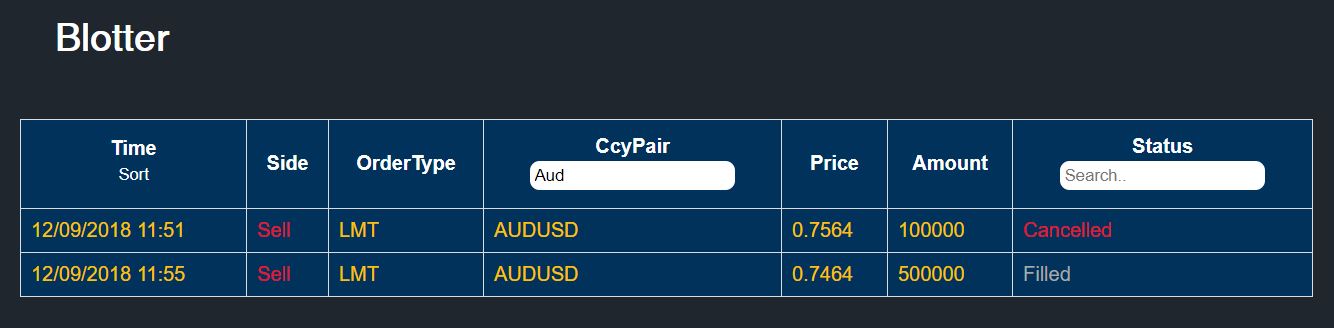 Blotter
Time Side OrderType CcyPair Price Amount Status
Sort Aud Search..
12/09/2018 11:51 Sell LMT AUDUSD 0.7564 100000 Cancelled
12/09/2018 11:55 Sell LMT AUDUSD 0.7464 500000 Filled